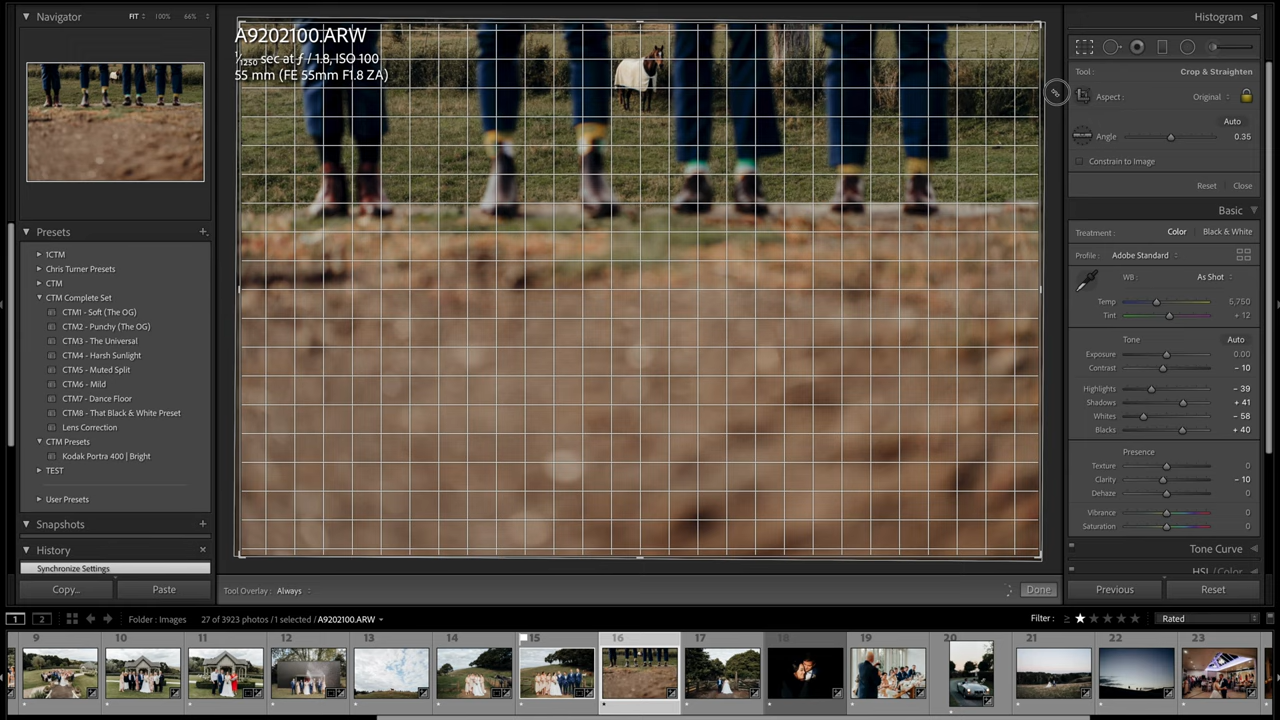 Navigator
FIT
100%
66%
Presets
1CTM
Chris Turner Presets
CTM
CTM Complete Set
CTM1 - Soft (The OG)
CTM2 - Punchy (The OG)
CTM3 - The Universal
CTM4 - Harsh Sunlight
CTM5 - Muted Split
CTM6 - Mild
CTM7 - Dance Floor
CTM8 - That Black & White Preset
Lens Correction
CTM Presets
Kodak Portra 400 | Bright
TEST
User Presets
Snapshots
History
Synchronize Settings
Copy...
Paste
A9202100.ARW
1/1250 sec at ƒ / 1.8, ISO 100
55 mm (FE 55mm F1.8 ZA)
Tool Overlay : Always
Done
Histogram
Tool :
Crop & Straighten
Aspect :
Original
Auto
Angle
0.35
Constrain to Image
Reset
Close
Basic
Treatment :
Color
Black & White
Profile :
Adobe Standard
WB :
As Shot
Temp
5,750
Tint
+ 12
Tone
Auto
Exposure
0.00
Contrast
– 10
Highlights
– 39
Shadows
+ 41
Whites
– 58
Blacks
+ 40
Presence
Texture
0
Clarity
– 10
Dehaze
0
Vibrance
0
Saturation
0
Tone Curve
HSL / Color
Previous
Reset
1
2
Folder : Images
27 of 3923 photos / 1 selected / A9202100.ARW
Filter :
≥
Rated
9
10
11
12
13
14
15
16
17
18
19
20
21
22
23